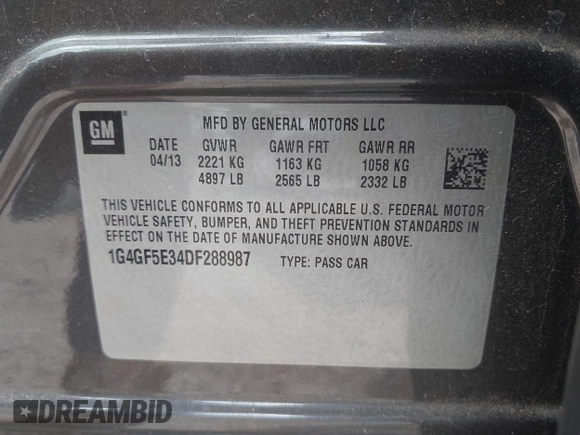 GM
MFD BY GENERAL MOTORS LLC
DATE GVWR GAWR FRT GAWR RR
04/13 2221 KG 1163 KG 1058 KG
4897 LB 2565 LB 2332 LB
THIS VEHICLE CONFORMS TO ALL APPLICABLE U.S. FEDERAL MOTOR
VEHICLE SAFETY, BUMPER, AND THEFT PREVENTION STANDARDS IN
EFFECT ON THE DATE OF MANUFACTURE SHOWN ABOVE.
1G4GF5E34DF288987 TYPE: PASS CAR
DREAMBID